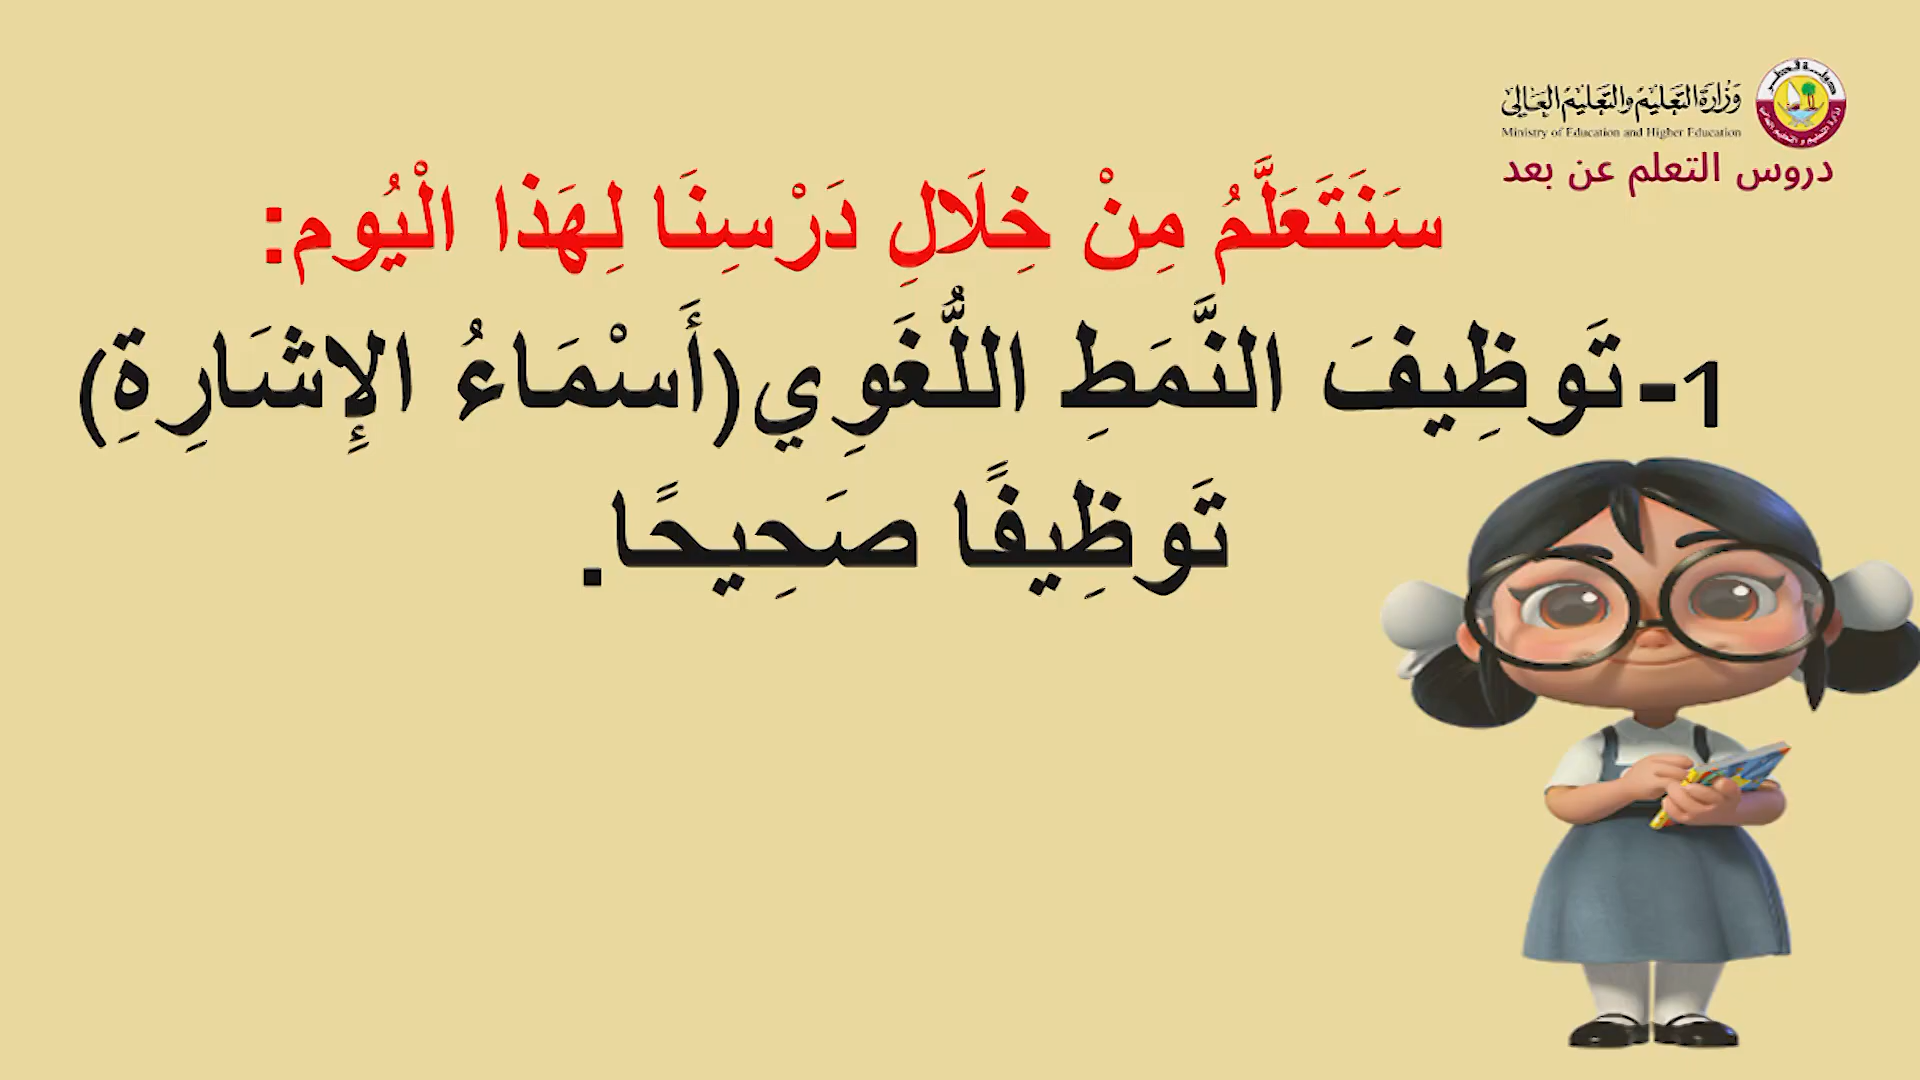 وزارة التعليم والتعليم العالي
Ministry of Education and Higher Education
دروس التعلم عن بعد
سَنَتَعَلَّمُ مِنْ خِلَالِ دَرْسِنَا لِهَذا الْيُوم:
1-تَوظِيفَ النَّمَطِ اللُّغَوِي(أَسْمَاءُ الإِشَارِةِ)
تَوظِيفًا صَحِيحًا.